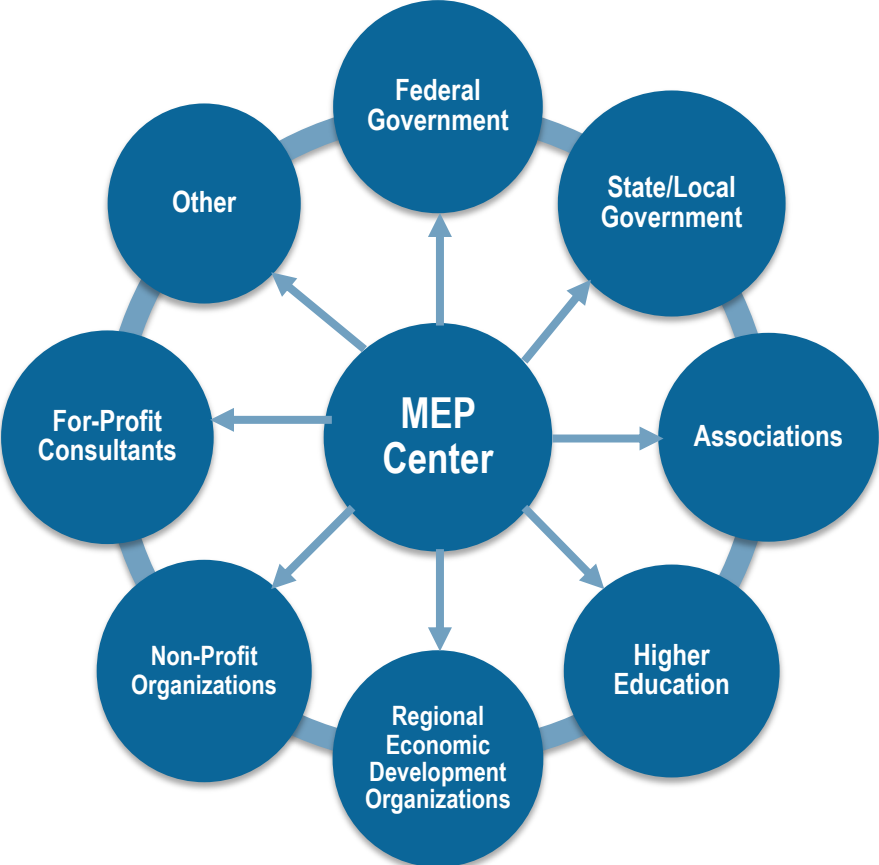 Federal
Government
State/Local
Government
Other
MEP
Center
For-Profit
Consultants
Associations
Higher
Education
Non-Profit
Organizations
Regional
Economic
Development
Organizations